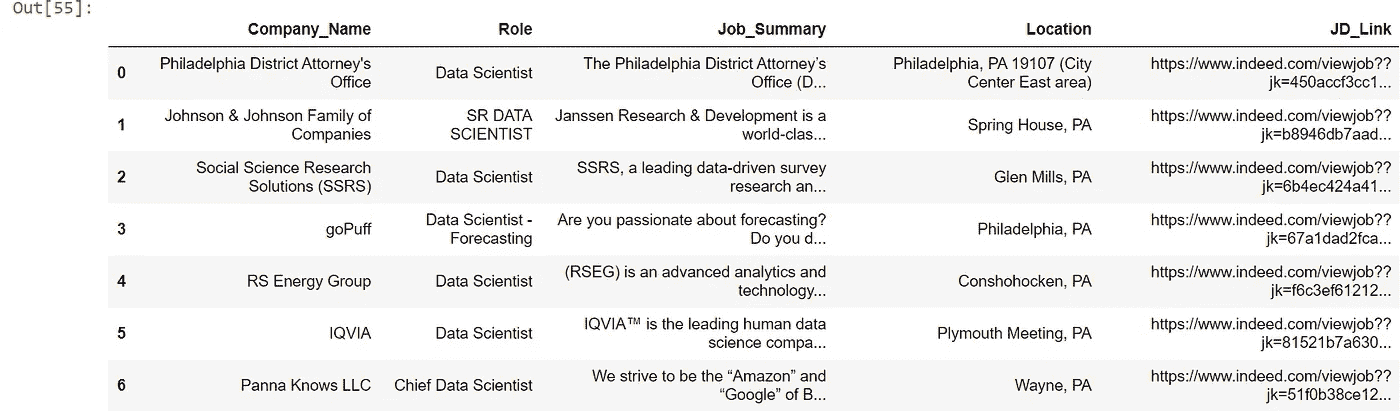 Out[55]:
Company_Name Role Job_Summary Location JD_Link
0 Philadelphia District Attorney's Office Data Scientist The Philadelphia District Attorney's Office (D... Philadelphia, PA 19107 (City Center East area) https://www.indeed.com/viewjob??jk=450accf3cc1...
1 Johnson & Johnson Family of Companies SR DATA SCIENTIST Janssen Research & Development is a world-clas... Spring House, PA https://www.indeed.com/viewjob??jk=b8946db7aad...
2 Social Science Research Solutions (SSRS) Data Scientist SSRS, a leading data-driven survey research an... Glen Mills, PA https://www.indeed.com/viewjob??jk=6b4ec424a41...
3 goPuff Data Scientist - Forecasting Are you passionate about forecasting? Do you d... Philadelphia, PA https://www.indeed.com/viewjob??jk=67a1dad2fca...
4 RS Energy Group Data Scientist (RSEG) is an advanced analytics and technology... Conshohocken, PA https://www.indeed.com/viewjob??jk=f6c3ef61212...
5 IQVIA Data Scientist IQVIA™ is the leading human data science compa... Plymouth Meeting, PA https://www.indeed.com/viewjob??jk=81521b7a630...
6 Panna Knows LLC Chief Data Scientist We strive to be the “Amazon” and “Google” of B... Wayne, PA https://www.indeed.com/viewjob??jk=51f0b38ce12...